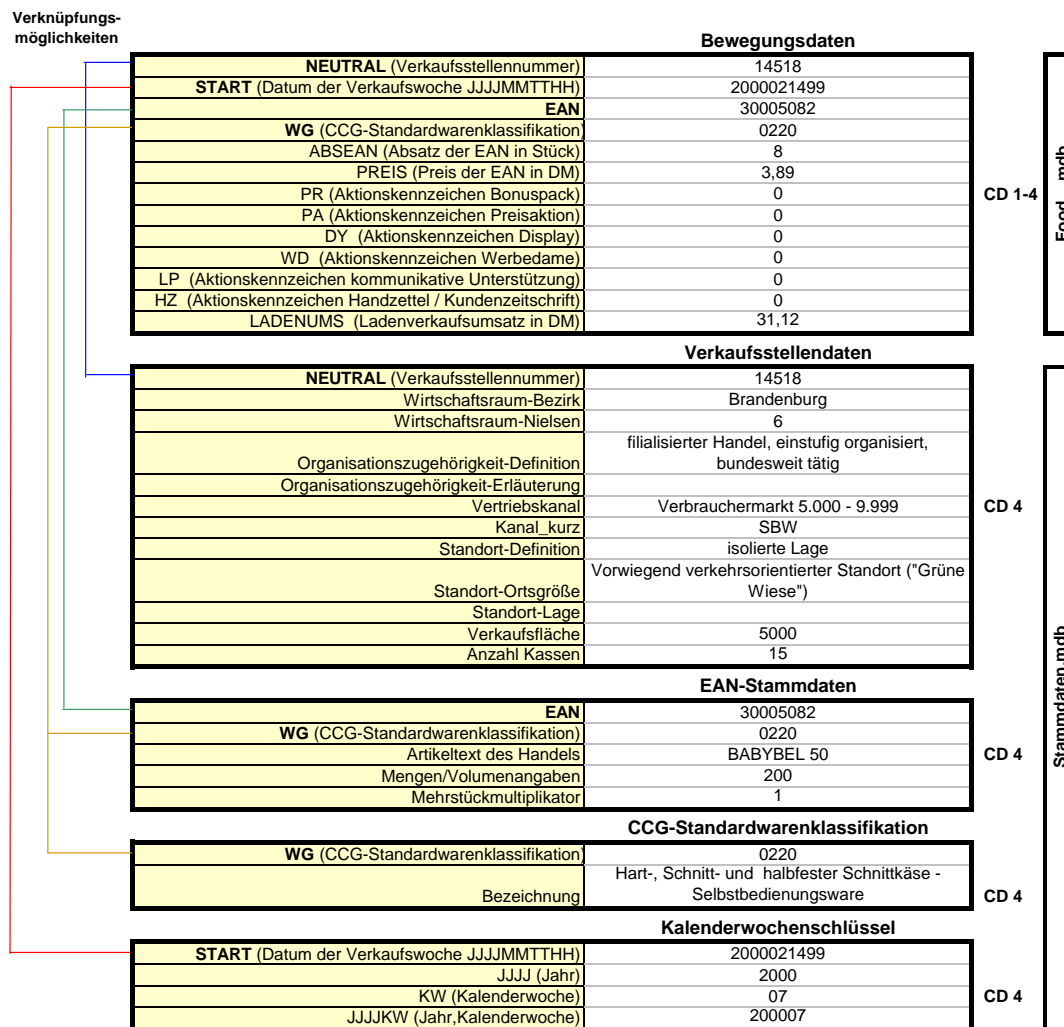 Verknüpfungs-
möglichkeiten
Bewegungsdaten
NEUTRAL (Verkaufsstellennummer) 14518
START (Datum der Verkaufswoche JJJJMMTTHH) 2000021499
EAN 30005082
WG (CCG-Standardwarenklassifikation) 0220
ABSEAN (Absatz der EAN in Stück) 8
PREIS (Preis der EAN in DM) 3,89
PR (Aktionskennzeichen Bonuspack) 0
CD 1-4
PA (Aktionskennzeichen Preisaktion) 0
DY (Aktionskennzeichen Display) 0
WD (Aktionskennzeichen Werbedame) 0
LP (Aktionskennzeichen kommunikative Unterstützung) 0
HZ (Aktionskennzeichen Handzettel / Kundenzeitschrift) 0
LADENUMS (Ladenverkaufsumsatz in DM) 31,12
Food mdb
Verkaufsstellendaten
NEUTRAL (Verkaufsstellennummer) 14518
Wirtschaftsraum-Bezirk Brandenburg
Wirtschaftsraum-Nielsen 6
filialisierter Handel, einstufig organisiert,
Organisationszugehörigkeit-Definition bundesweit tätig
Organisationszugehörigkeit-Erläuterung
Vertriebskanal Verbrauchermarkt 5.000 - 9.999 CD 4
Kanal_kurz SBW
Standort-Definition isolierte Lage
Vorwiegend verkehrsorientierter Standort ("Grüne
Standort-Ortsgröße Wiese")
Standort-Lage
Verkaufsfläche 5000
Anzahl Kassen 15
Stammdaten.mdb
EAN-Stammdaten
EAN 30005082
WG (CCG-Standardwarenklassifikation) 0220
Artikeltext des Handels BABYBEL 50 CD 4
Mengen/Volumenangaben 200
Mehrstückmultiplikator 1
CCG-Standardwarenklassifikation
WG (CCG-Standardwarenklassifikation) 0220
Hart-, Schnitt- und halbfester Schnittkäse -
Bezeichnung Selbstbedienungsware CD 4
Kalenderwochenschlüssel
START (Datum der Verkaufswoche JJJJMMTTHH) 2000021499
JJJJ (Jahr) 2000
KW (Kalenderwoche) 07 CD 4
JJJJKW (Jahr,Kalenderwoche) 200007